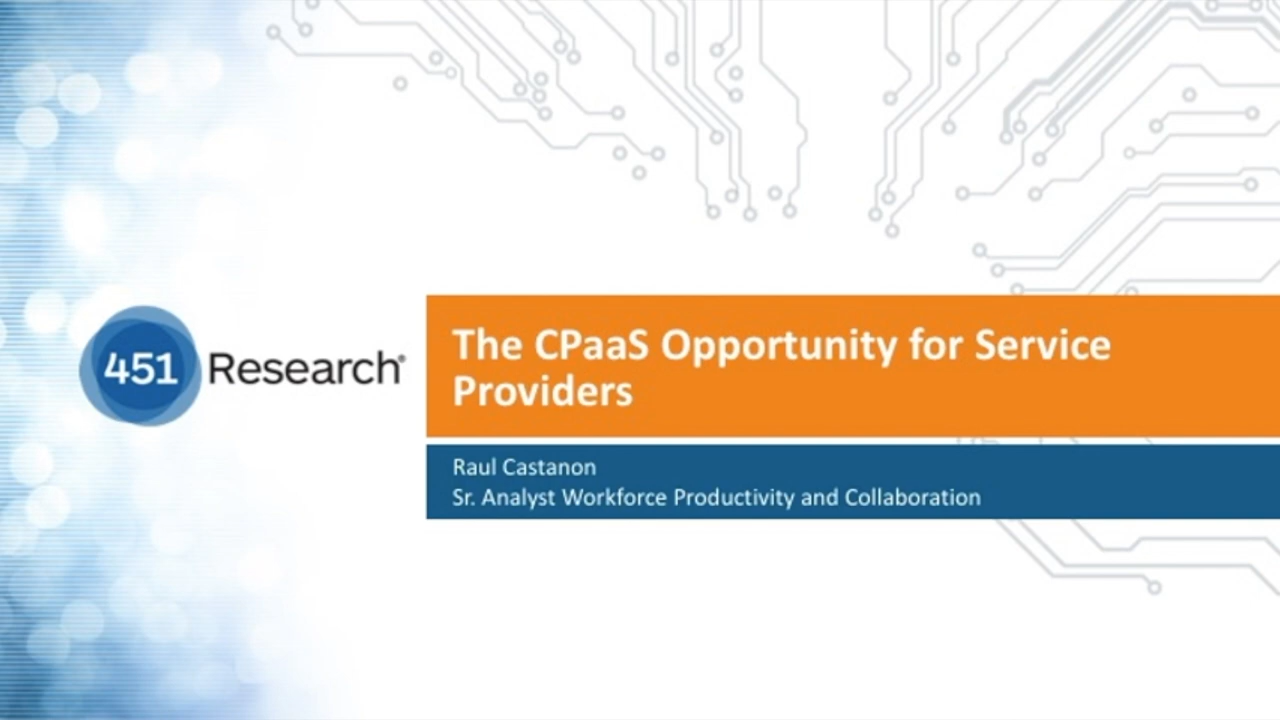 451 Research®
The CPaaS Opportunity for Service
Providers
Raul Castanon
Sr. Analyst Workforce Productivity and Collaboration